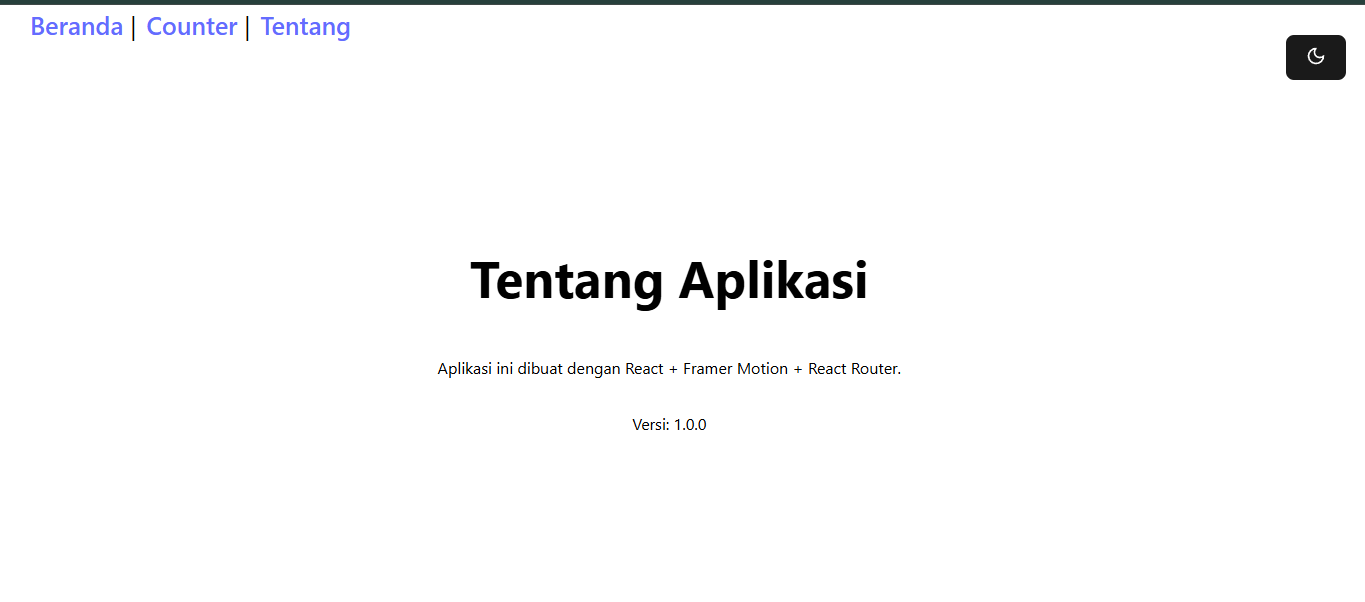 Beranda | Counter | Tentang
Tentang Aplikasi
Aplikasi ini dibuat dengan React + Framer Motion + React Router.
Versi: 1.0.0